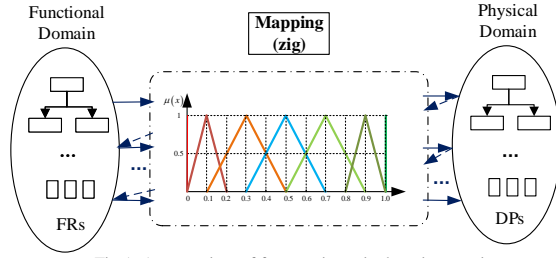 Functional
Domain
Mapping
(zig)
Physical
Domain
μ(x)
1
0.5
0 0.1 0.2 0.3 0.4 0.5 0.6 0.7 0.8 0.9 1.0
...
...
FRs
...
...
DPs